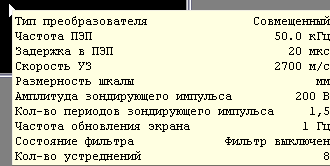 Тип преобразователя Совмещенный
Частота ПЭП 50.0 кГц
Задержка в ПЭП 20 мкс
Скорость УЗ 2700 м/с
Размерность шкалы мм
Амплитуда зондирующего импульса 200 В
Кол-во периодов зондирующего импульса 1,5
Частота обновления экрана 1 Гц
Состояние фильтра Фильтр выключен
Кол-во усреднений 8